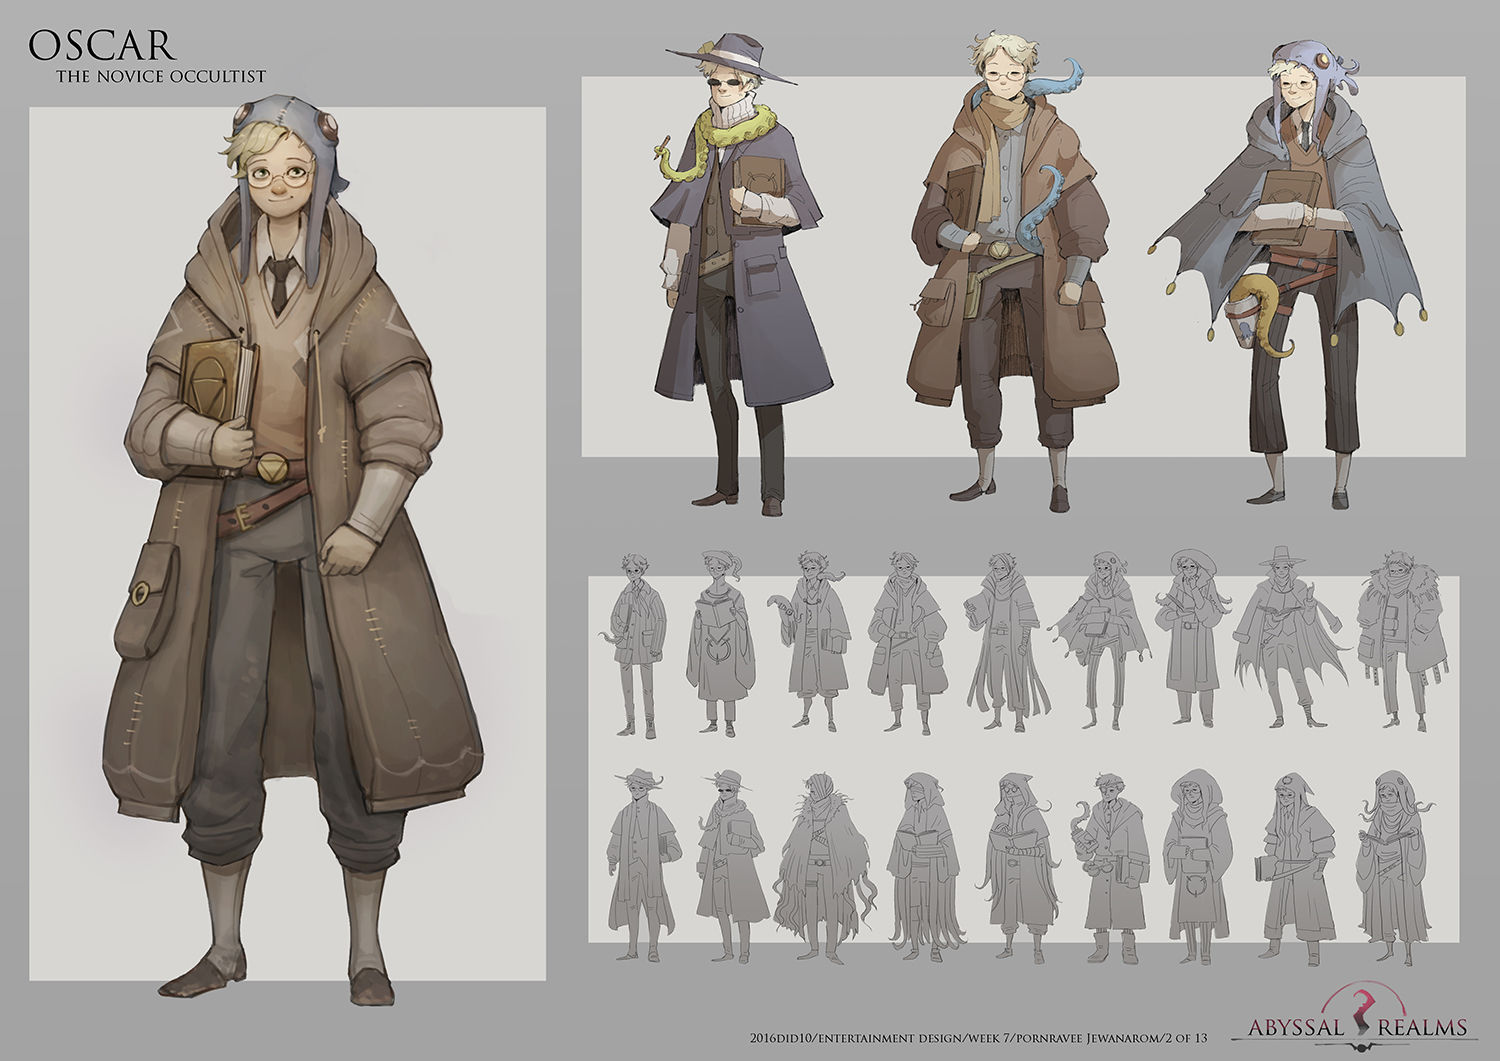 OSCAR
THE NOVICE OCCULTIST
2016DID10/ENTERTAINMENT DESIGN/WEEK 7/PORNRAVEE JEWANAROM/2 OF 13
ABYSSAL REALMS